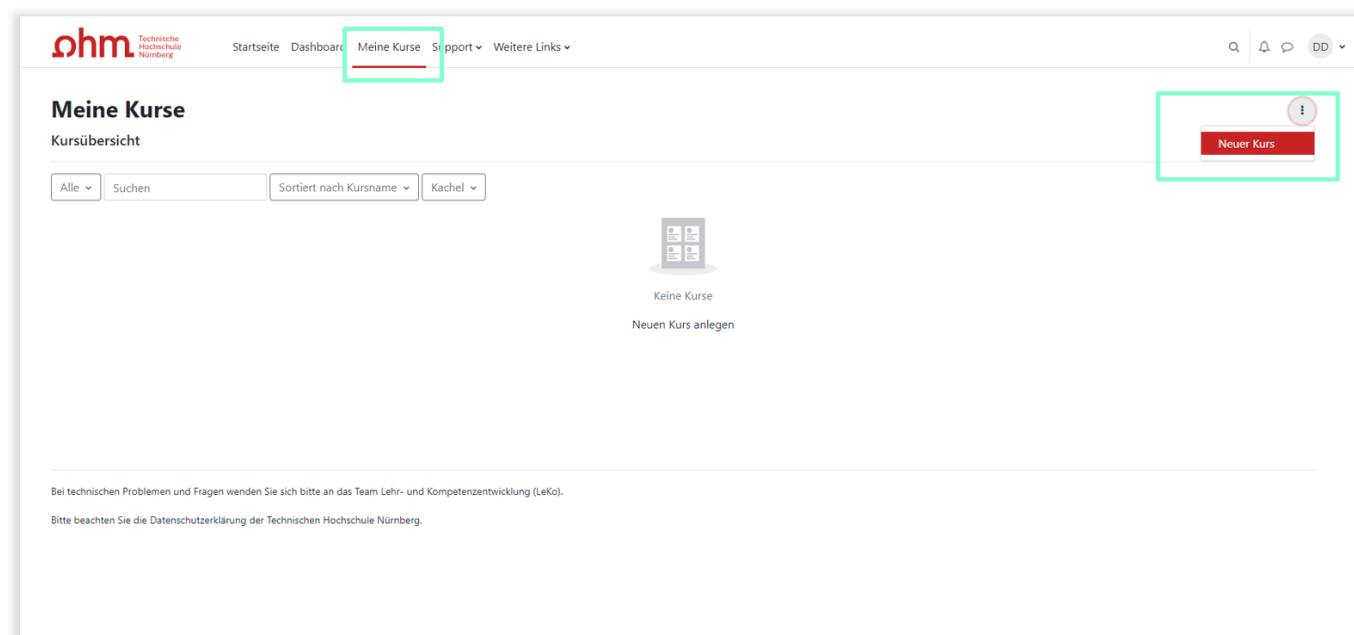 ohm Technische
Hochschule
Nürnberg
Startseite Dashboard Meine Kurse Support Weitere Links DD
Meine Kurse
Kursübersicht
Neuer Kurs
Alle Suchen Sortiert nach Kursname Kachel
Keine Kurse
Neuen Kurs anlegen
Bei technischen Problemen und Fragen wenden Sie sich bitte an das Team Lehr- und Kompetenzentwicklung (LeKo).
Bitte beachten Sie die Datenschutzerklärung der Technischen Hochschule Nürnberg.